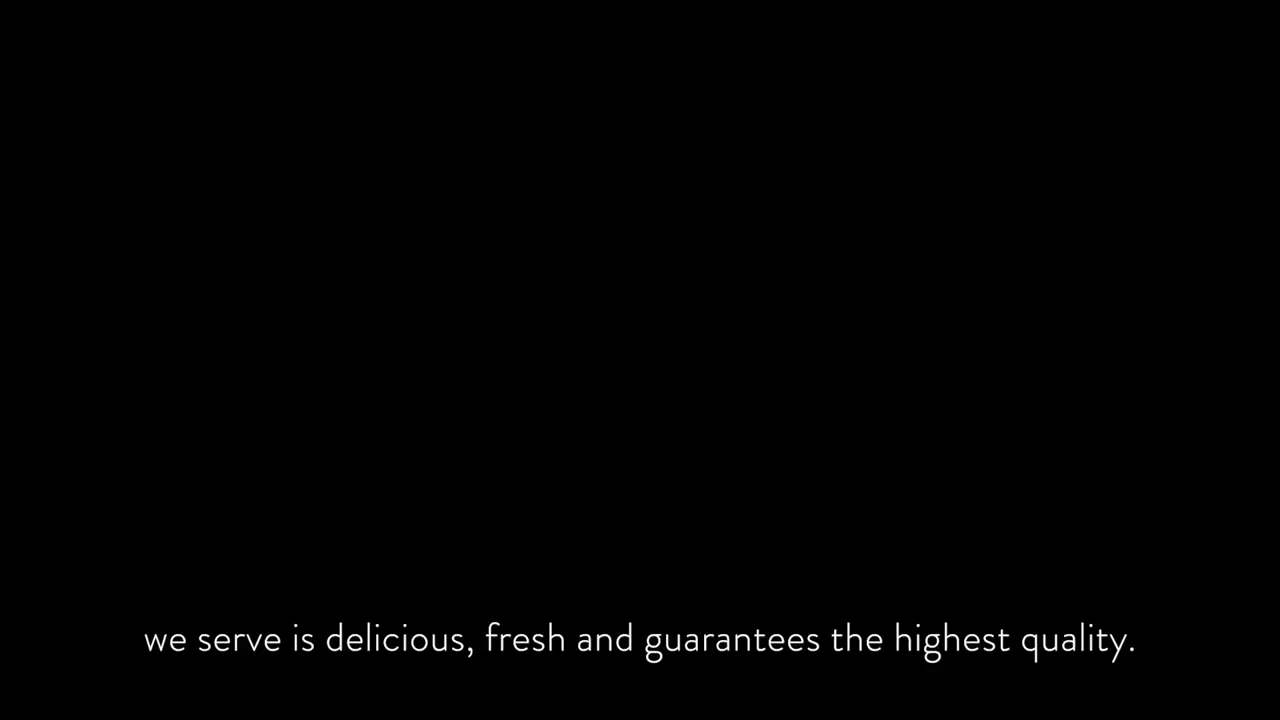 we serve is delicious, fresh and guarantees the highest quality.